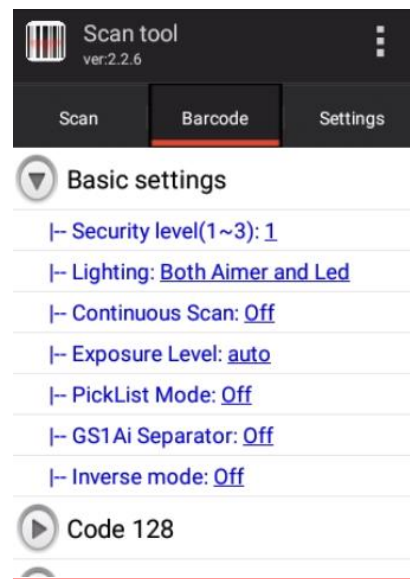 Scan tool
ver:2.2.6
Scan Barcode Settings
Basic settings
|-- Security level(1~3): 1
|-- Lighting: Both Aimer and Led
|-- Continuous Scan: Off
|-- Exposure Level: auto
|-- PickList Mode: Off
|-- GS1Ai Separator: Off
|-- Inverse mode: Off
Code 128